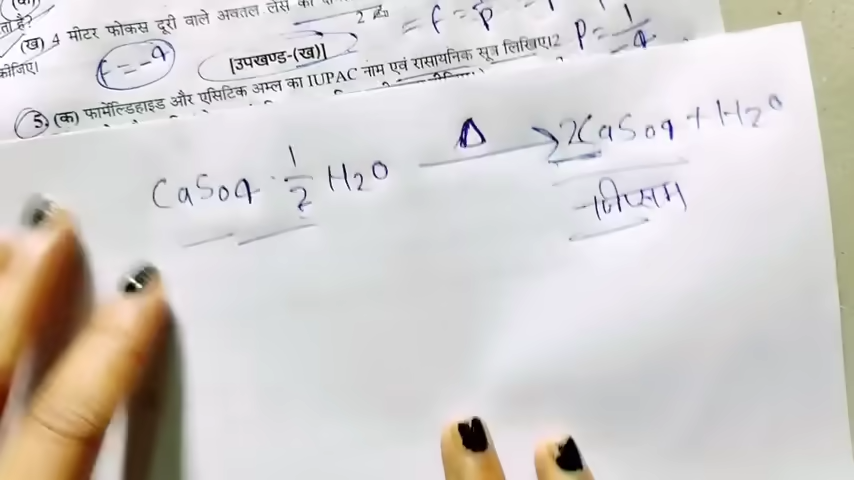 ता है?
(ख) 4 मीटर फोकस दूरी वाले अवतल लेंस की
कीजिए।
f = -4
[उपखण्ड-(ख)]
P = 1/-4
5. (क) फार्मेल्डिहाइड और एसिटिक अम्ल का IUPAC नाम एवं रासायनिक सूत्र लिखिए।2
CaSo4 · 1/2 H2O Δ → 2CaSo4 + H2O
जिप्सम